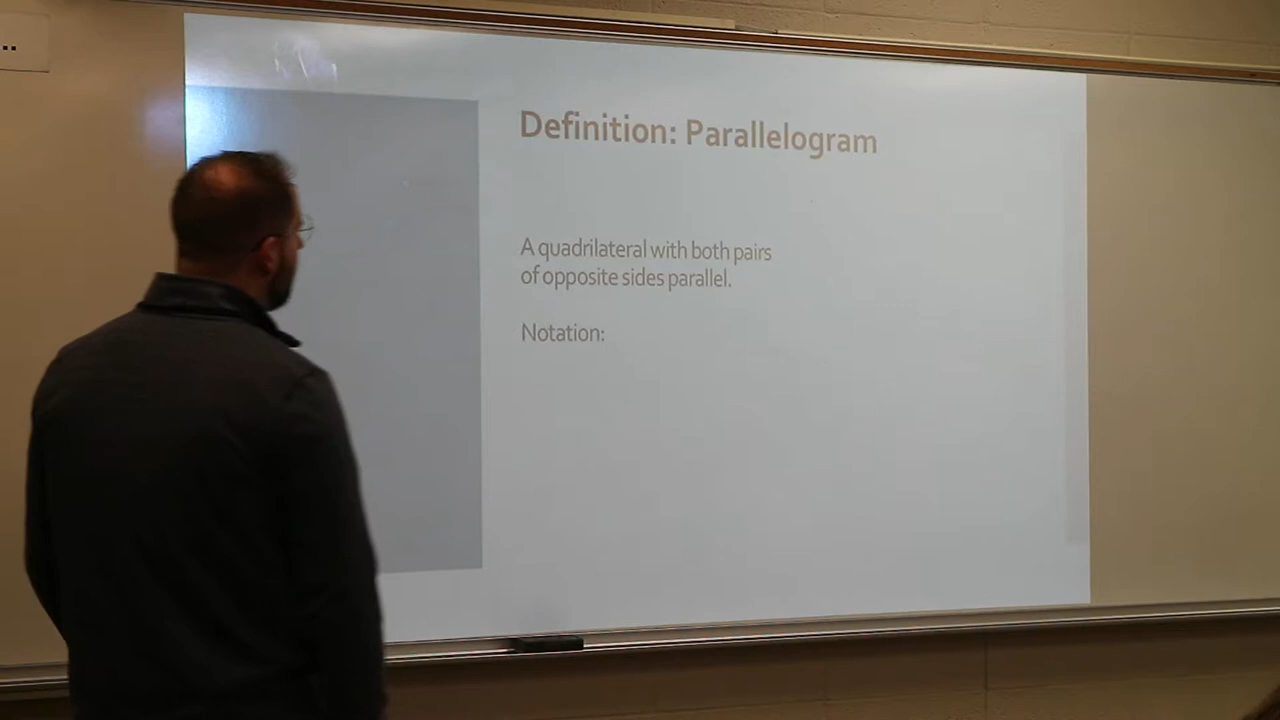 Definition: Parallelogram
A quadrilateral with both pairs
of opposite sides parallel.
Notation: